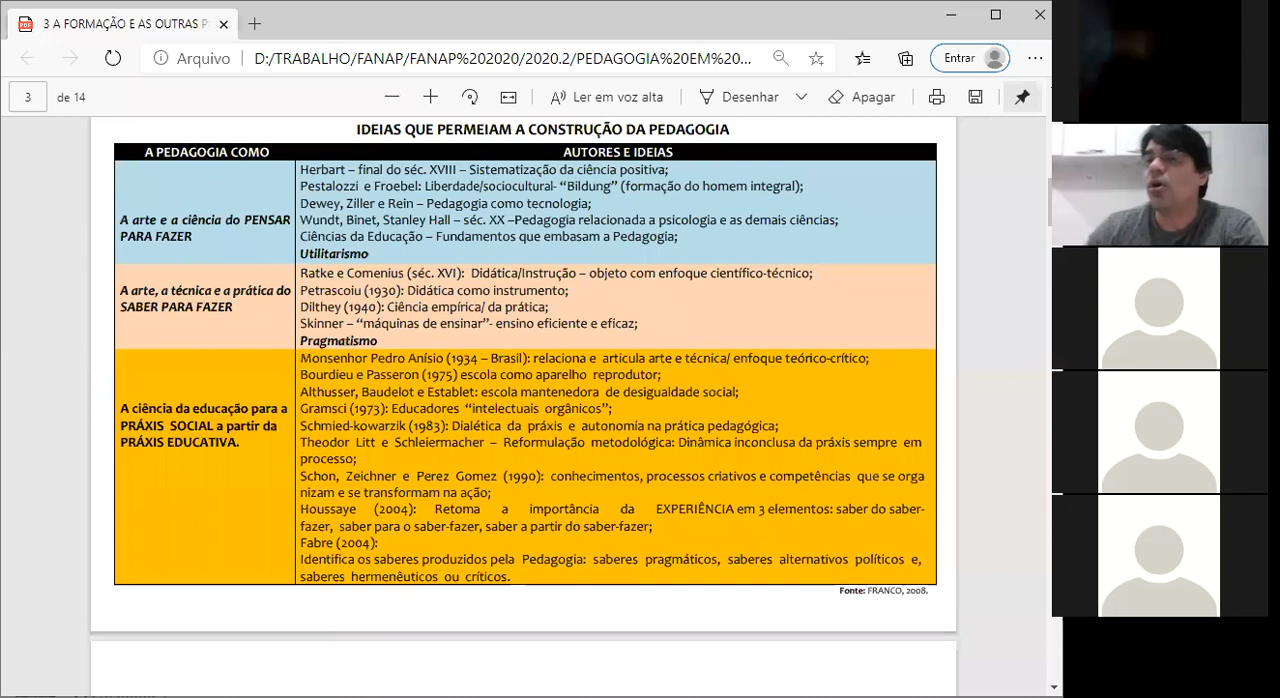 3 A FORMAÇÃO E AS OUTRAS P
Arquivo
D:/TRABALHO/FANAP/FANAP%202020/2020.2/PEDAGOGIA%20EM%20...
Entrar
3 de 14
Ler em voz alta
Desenhar
Apagar
IDEIAS QUE PERMEIAM A CONSTRUÇÃO DA PEDAGOGIA
A PEDAGOGIA COMO
AUTORES E IDEIAS
A arte e a ciência do PENSAR
PARA FAZER
Herbart – final do séc. XVIII – Sistematização da ciência positiva;
Pestalozzi e Froebel: Liberdade/sociocultural- “Bildung” (formação do homem integral);
Dewey, Ziller e Rein – Pedagogia como tecnologia;
Wundt, Binet, Stanley Hall – séc. XX –Pedagogia relacionada a psicologia e as demais ciências;
Ciências da Educação – Fundamentos que embasam a Pedagogia;
Utilitarismo
A arte, a técnica e a prática do
SABER PARA FAZER
Ratke e Comenius (séc. XVI): Didática/Instrução – objeto com enfoque científico-técnico;
Petrascoiu (1930): Didática como instrumento;
Dilthey (1940): Ciência empírica/ da prática;
Skinner – “máquinas de ensinar”- ensino eficiente e eficaz;
Pragmatismo
A ciência da educação para a
PRÁXIS SOCIAL a partir da
PRÁXIS EDUCATIVA.
Monsenhor Pedro Anísio (1934 – Brasil): relaciona e articula arte e técnica/ enfoque teórico-crítico;
Bourdieu e Passeron (1975) escola como aparelho reprodutor;
Althusser, Baudelot e Establet: escola mantenedora de desigualdade social;
Gramsci (1973): Educadores “intelectuais orgânicos”;
Schmied-kowarzik (1983): Dialética da práxis e autonomia na prática pedagógica;
Theodor Litt e Schleiermacher – Reformulação metodológica: Dinâmica inconclusa da práxis sempre em
processo;
Schon, Zeichner e Perez Gomez (1990): conhecimentos, processos criativos e competências que se orga
nizam e se transformam na ação;
Houssaye (2004): Retoma a importância da EXPERIÊNCIA em 3 elementos: saber do saber-
fazer, saber para o saber-fazer, saber a partir do saber-fazer;
Fabre (2004):
Identifica os saberes produzidos pela Pedagogia: saberes pragmáticos, saberes alternativos políticos e,
saberes hermenêuticos ou críticos.
Fonte: FRANCO, 2008.